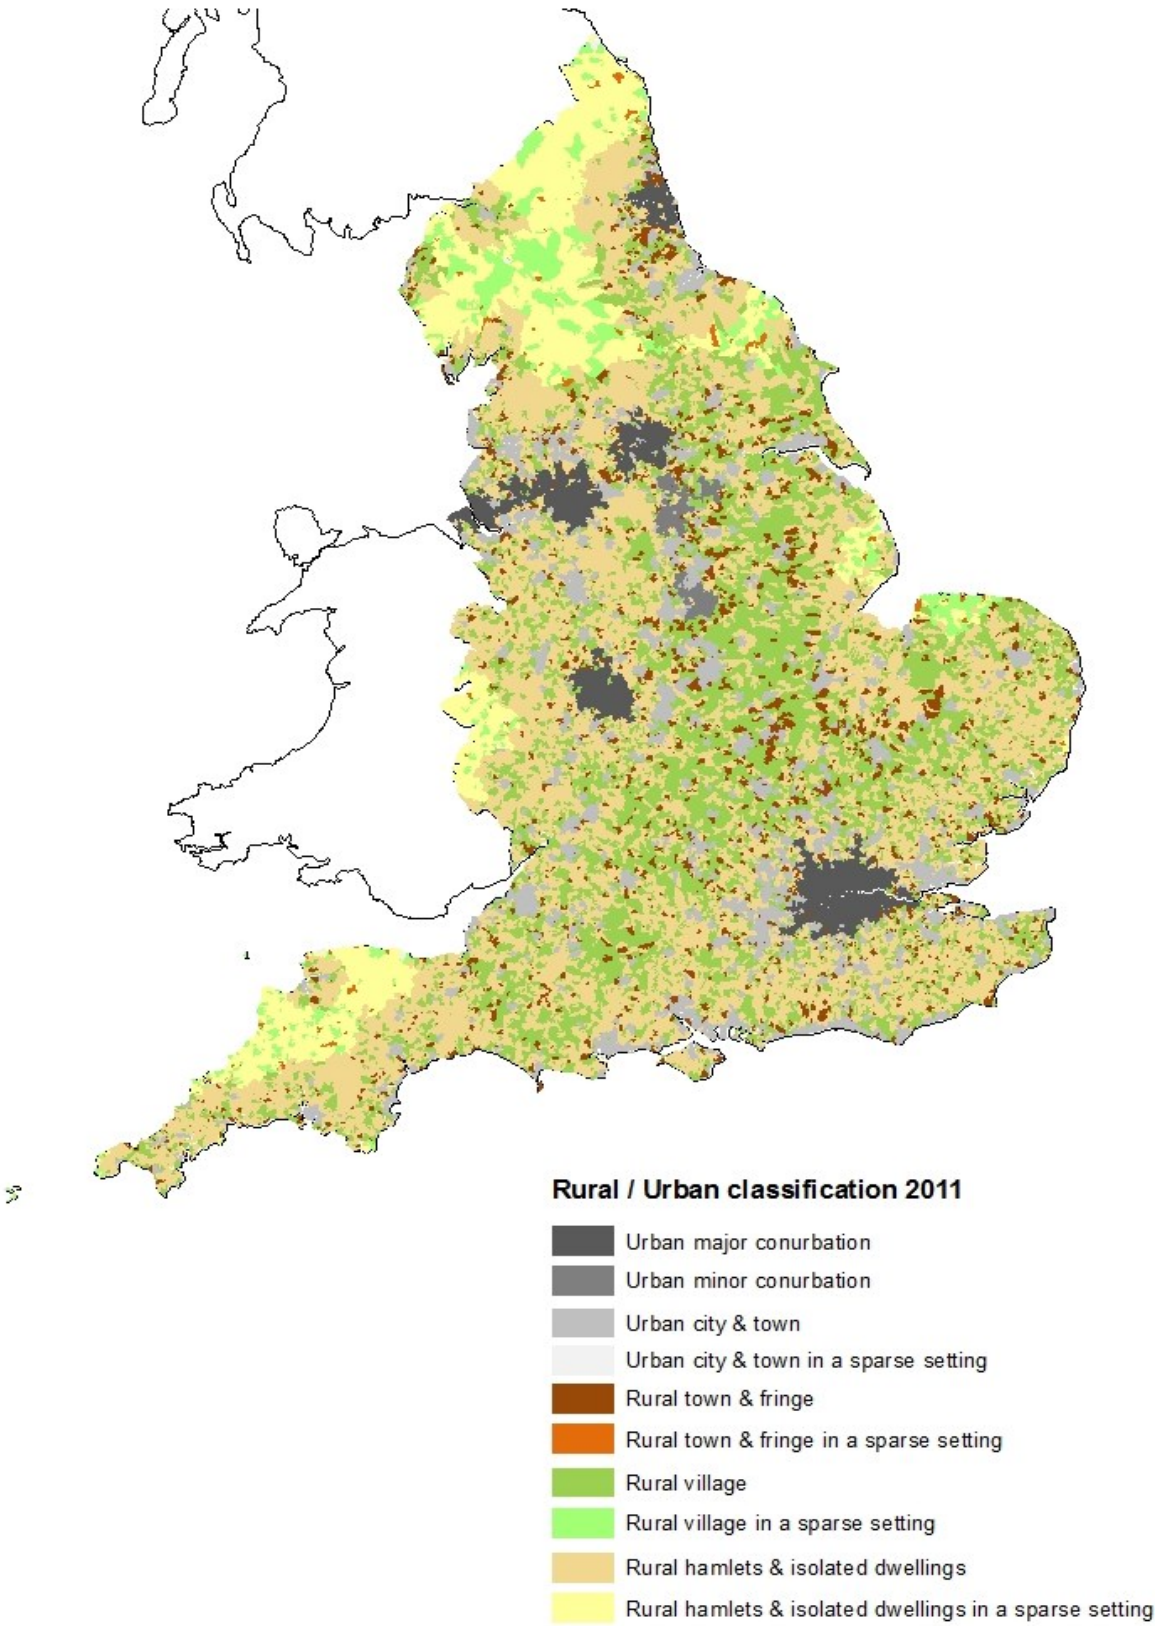 Rural / Urban classification 2011
Urban major conurbation
Urban minor conurbation
Urban city & town
Urban city & town in a sparse setting
Rural town & fringe
Rural town & fringe in a sparse setting
Rural village
Rural village in a sparse setting
Rural hamlets & isolated dwellings
Rural hamlets & isolated dwellings in a sparse setting